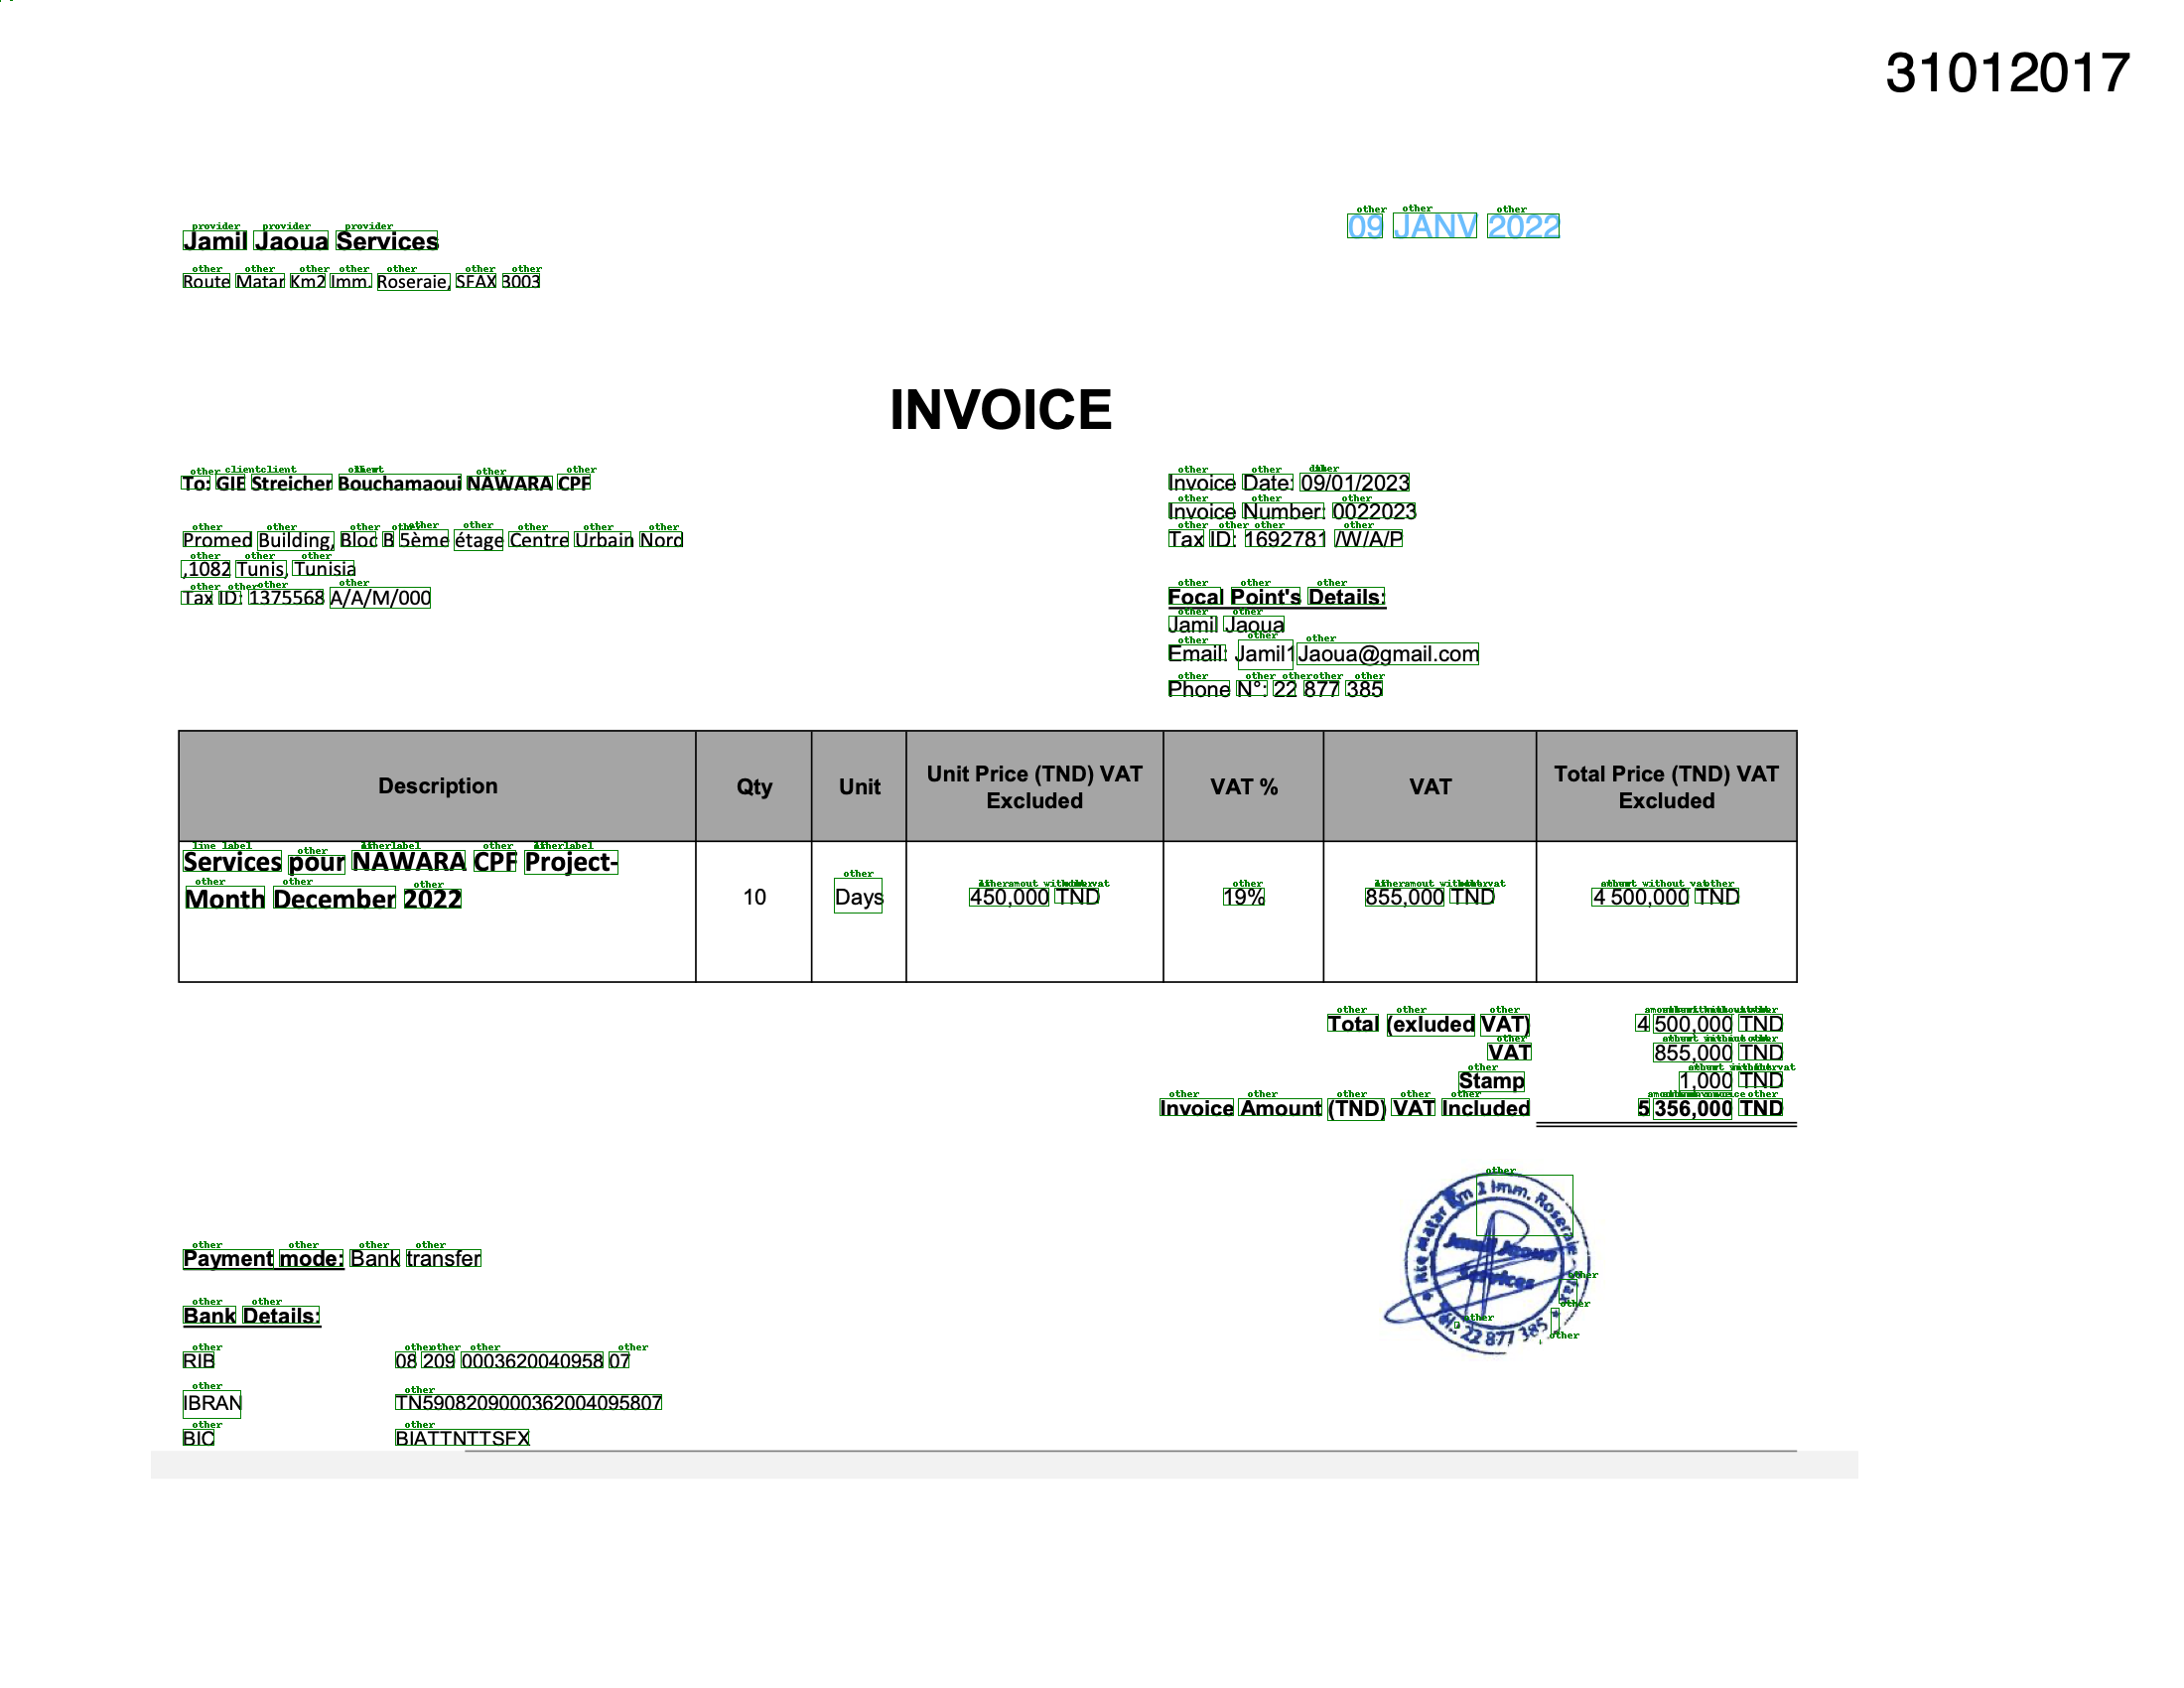 31012017
09 JANV 2022
Jamil Jaoua Services
Route Matar Km2 Imm. Roseraie, SFAX 3003
INVOICE
To: GIE Streicher Bouchamaoui NAWARA CPF
Promed Building, Bloc B 5ème étage Centre Urbain Nord
,1082 Tunis, Tunisia
Tax ID: 1375568 A/A/M/000
Invoice Date: 09/01/2023
Invoice Number: 0022023
Tax ID: 1692781 /W/A/P
Focal Point's Details:
Jamil Jaoua
Email: Jamil1Jaoua@gmail.com
Phone N°: 22 877 385
Description Qty Unit Unit Price (TND) VAT Excluded VAT % VAT Total Price (TND) VAT Excluded
Services pour NAWARA CPF Project-
Month December 2022
10 Days 450,000 TND 19% 855,000 TND 4 500,000 TND
Total (exluded VAT) 4 500,000 TND
VAT 855,000 TND
Stamp 1,000 TND
Invoice Amount (TND) VAT Included 5 356,000 TND
Rte Matar Km 2 Imm. Roseraie
Jamil Jaoua
Services
Tel.: 22 877 385
Payment mode: Bank transfer
Bank Details:
RIB 08 209 0003620040958 07
IBRAN TN5908209000362004095807
BIC BIATTNTTSFX